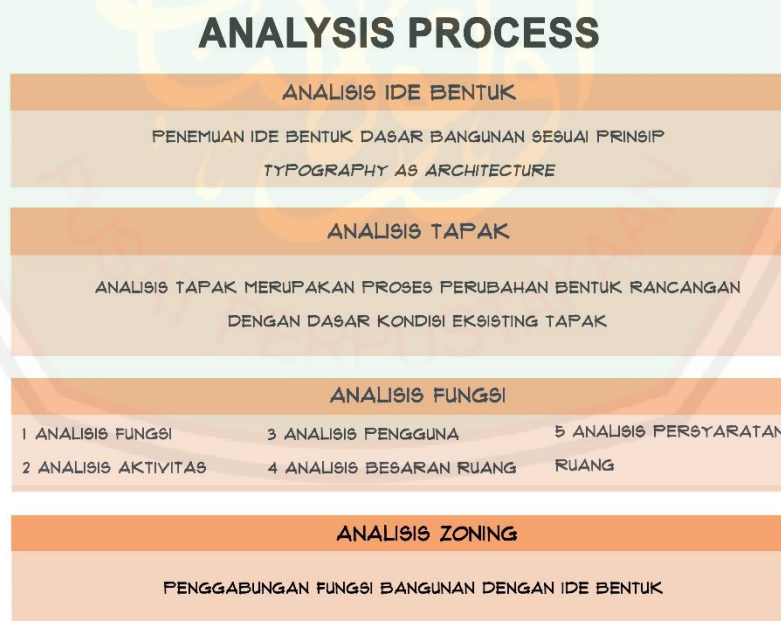 ANALYSIS PROCESS
ANALISIS IDE BENTUK
PENEMUAN IDE BENTUK DASAR BANGUNAN SESUAI PRINSIP
TYPOGRAPHY AS ARCHITECTURE
ANALISIS TAPAK
ANALISIS TAPAK MERUPAKAN PROSES PERUBAHAN BENTUK RANCANGAN
DENGAN DASAR KONDISI EKSISTING TAPAK
PUSAT PERPUSTAKAAN
ANALISIS FUNGSI
1 ANALISIS FUNGSI
2 ANALISIS AKTIVITAS
3 ANALISIS PENGGUNA
4 ANALISIS BESARAN RUANG
5 ANALISIS PERSYARATAN
RUANG
ANALISIS ZONING
PENGGABUNGAN FUNGSI BANGUNAN DENGAN IDE BENTUK